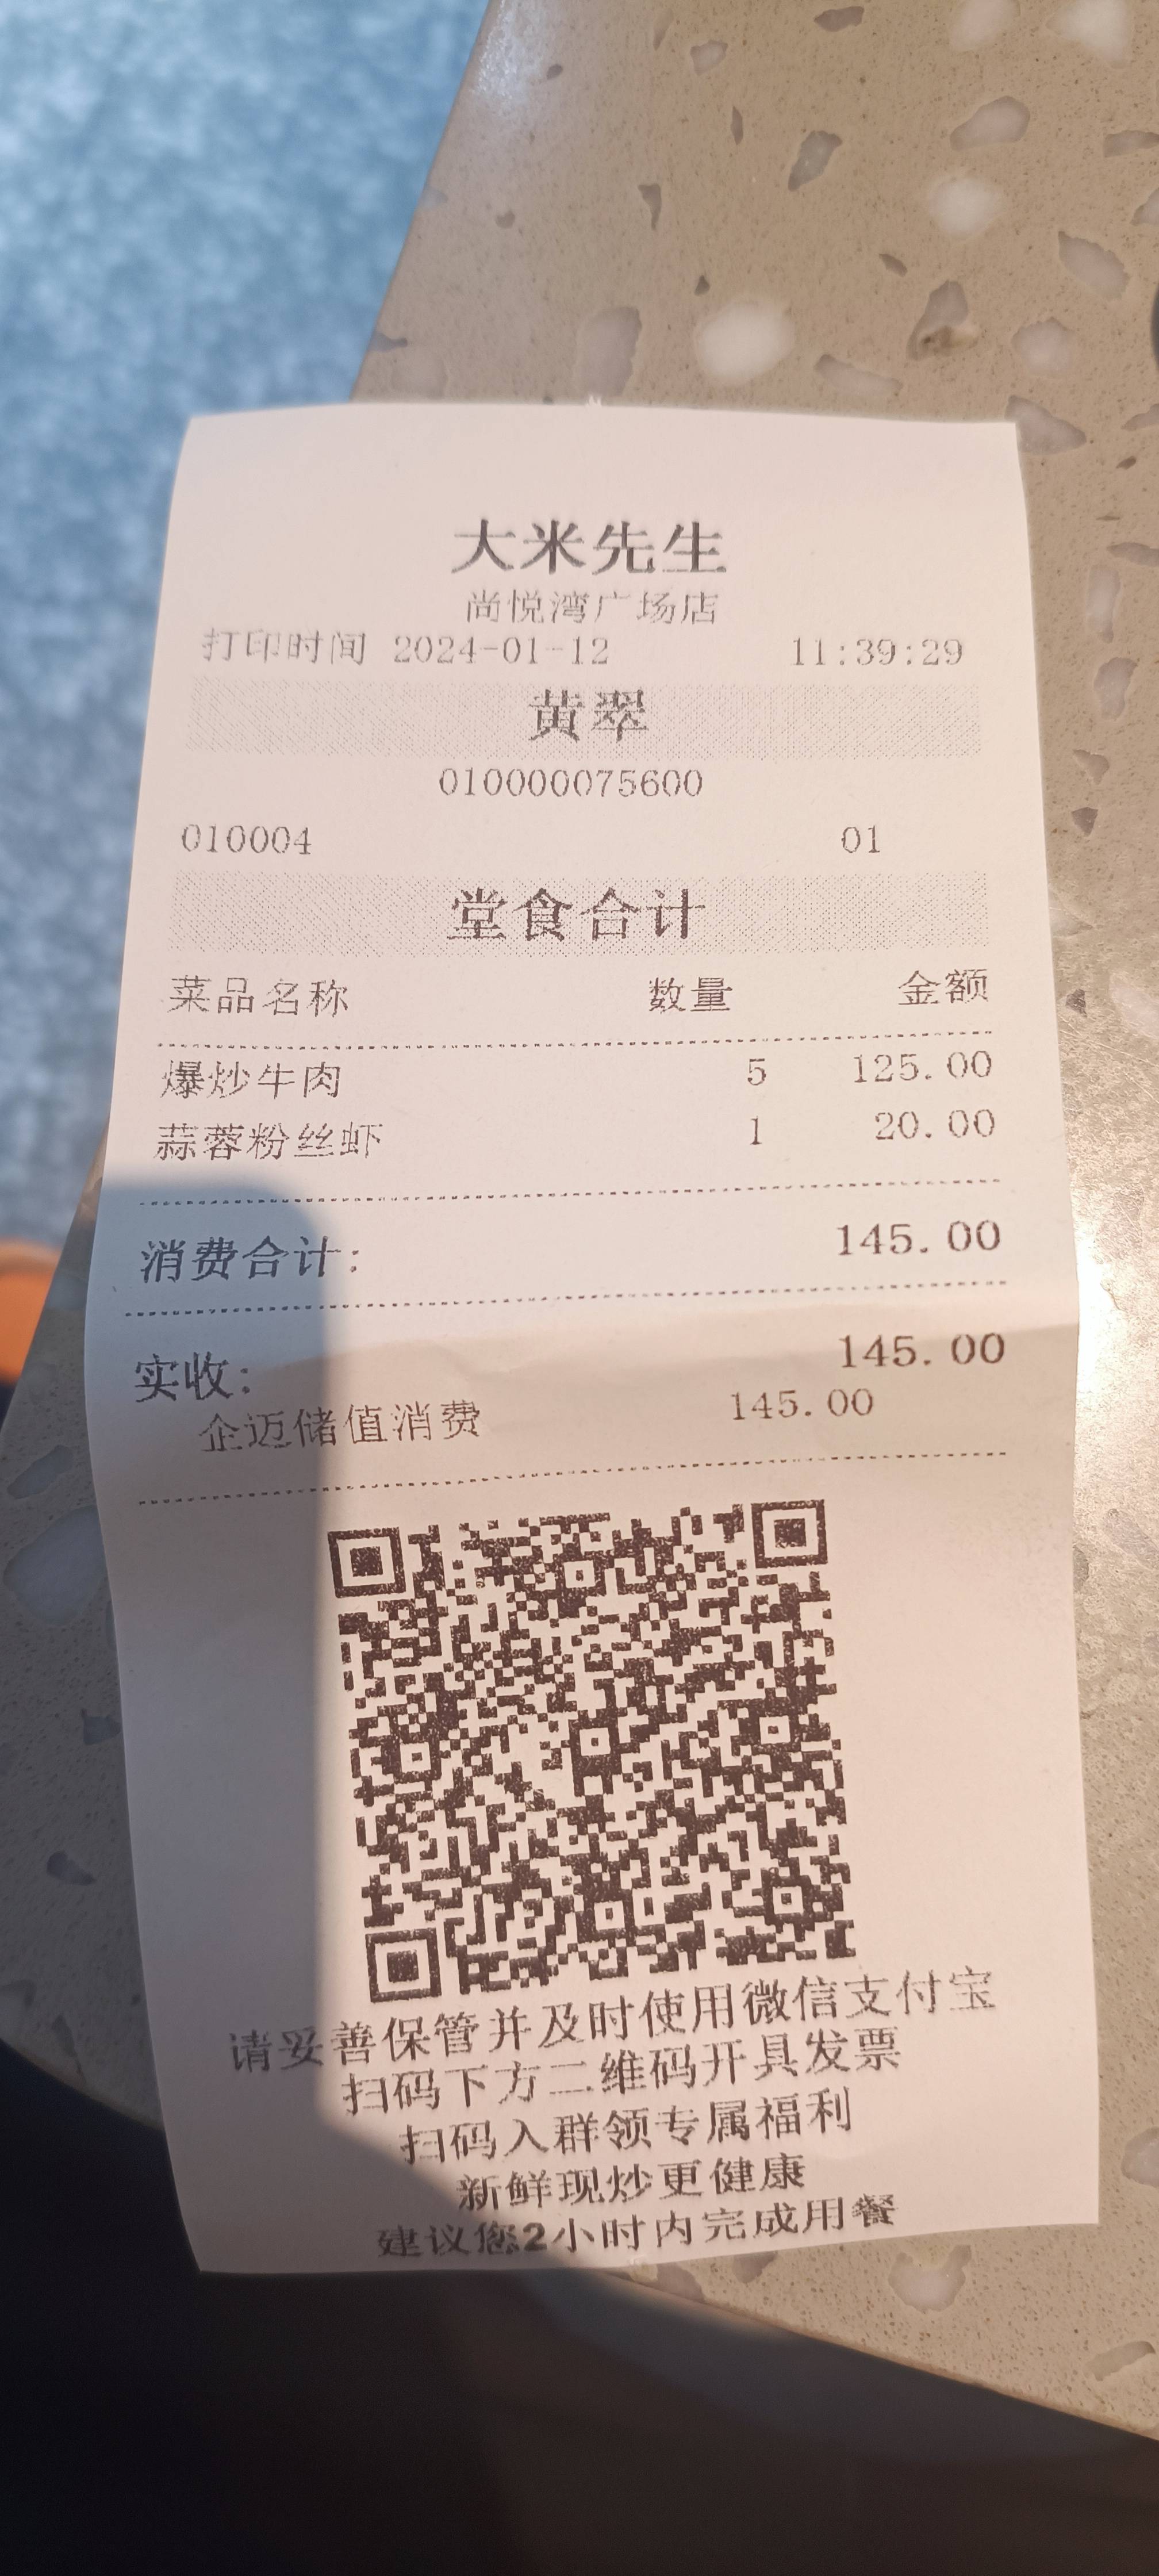 大米先生
尚悦湾广场店
打印时间 2024-01-12 11:39:29
黄翠
010000075600
010004 01
堂食合计
菜品名称 数量 金额
爆炒牛肉 5 125.00
蒜蓉粉丝虾 1 20.00
消费合计: 145.00
实收: 145.00
企迈储值消费 145.00
请妥善保管并及时使用微信支付宝
扫码下方二维码开具发票
扫码入群领专属福利
新鲜现炒更健康
建议您2小时内完成用餐